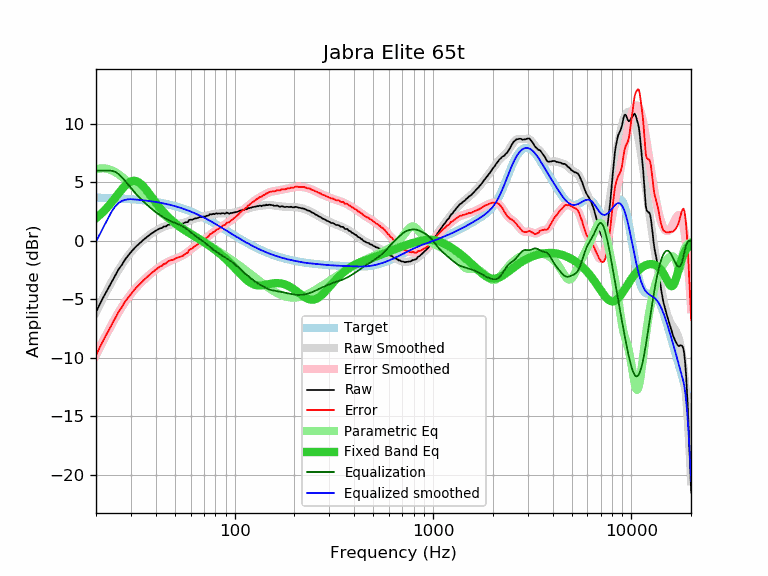 Jabra Elite 65t
Amplitude (dBr)
10
5
0
−5
−10
−15
−20
Target
Raw Smoothed
Error Smoothed
Raw
Error
Parametric Eq
Fixed Band Eq
Equalization
Equalized smoothed
100
1000
10000
Frequency (Hz)